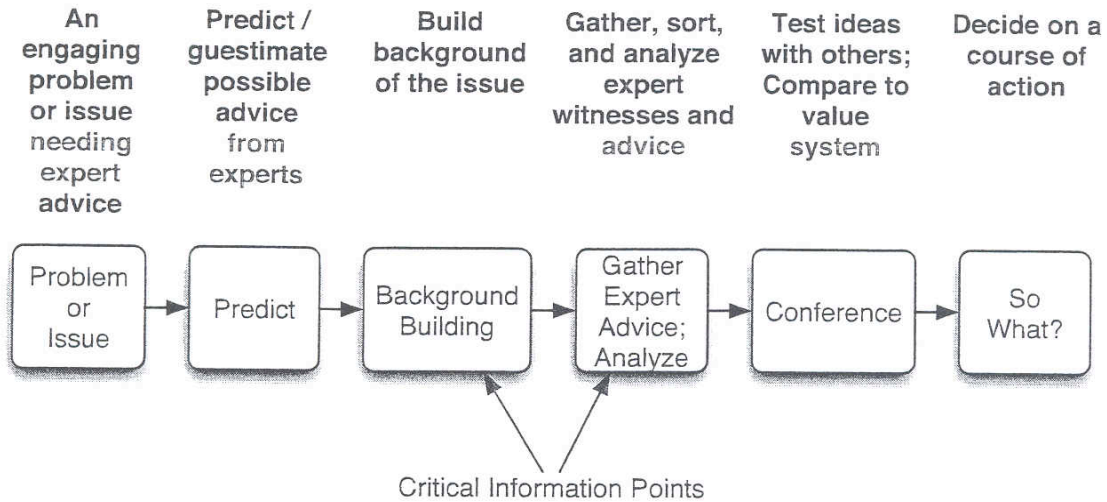 An
engaging
problem
or issue
needing
expert
advice
Predict /
guestimate
possible
advice
from
experts
Build
background
of the issue
Gather, sort,
and analyze
expert
witnesses and
advice
Test ideas
with others;
Compare to
value
system
Decide on a
course of
action
Problem
or
Issue
Predict
Background
Building
Gather
Expert
Advice;
Analyze
Conference
So
What?
Critical Information Points